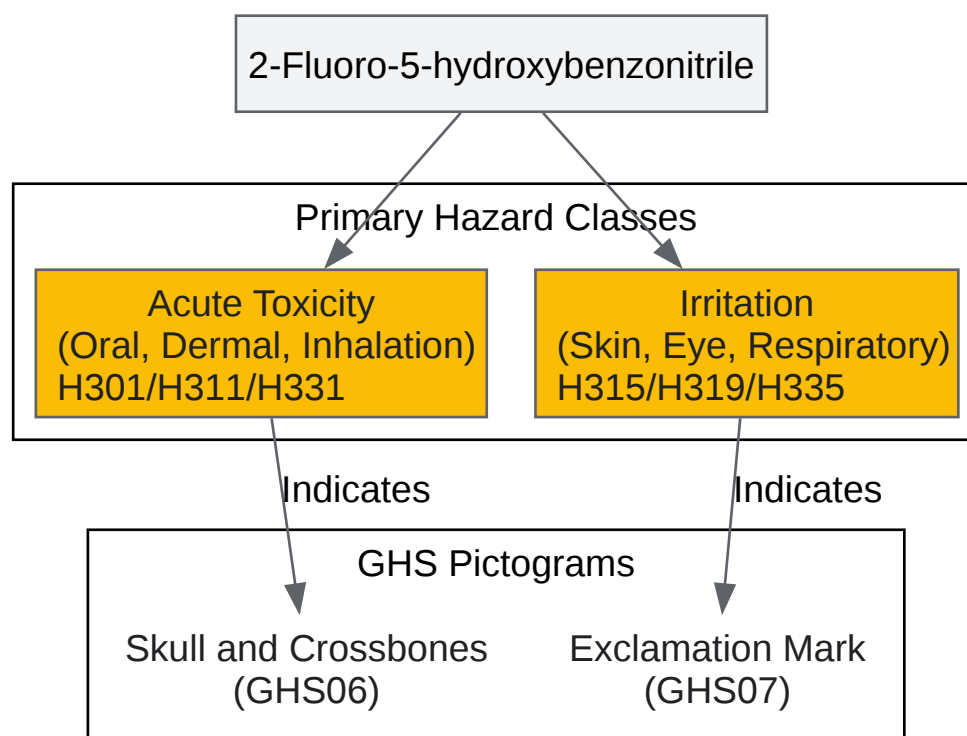 2-Fluoro-5-hydroxybenzonitrile
Primary Hazard Classes
Acute Toxicity
(Oral, Dermal, Inhalation)
H301/H311/H331
Irritation
(Skin, Eye, Respiratory)
H315/H319/H335
Indicates
Indicates
GHS Pictograms
Skull and Crossbones
(GHS06)
Exclamation Mark
(GHS07)